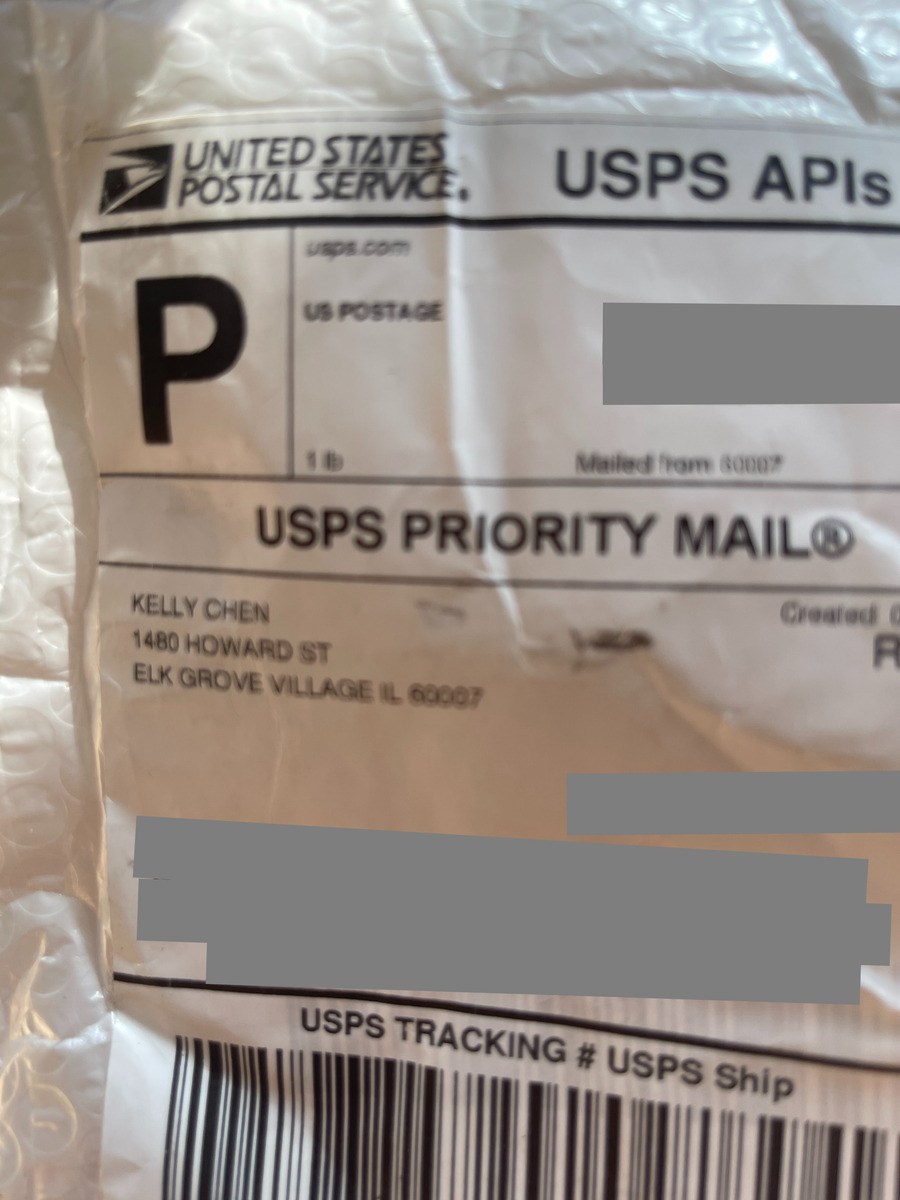 UNITED STATES
POSTAL SERVICE.
USPS APIs
P
usps.com
US POSTAGE
1 lb
Mailed from 60007
USPS PRIORITY MAIL®
KELLY CHEN
1480 HOWARD ST
ELK GROVE VILLAGE IL 60007
Created
R
USPS TRACKING # USPS Ship